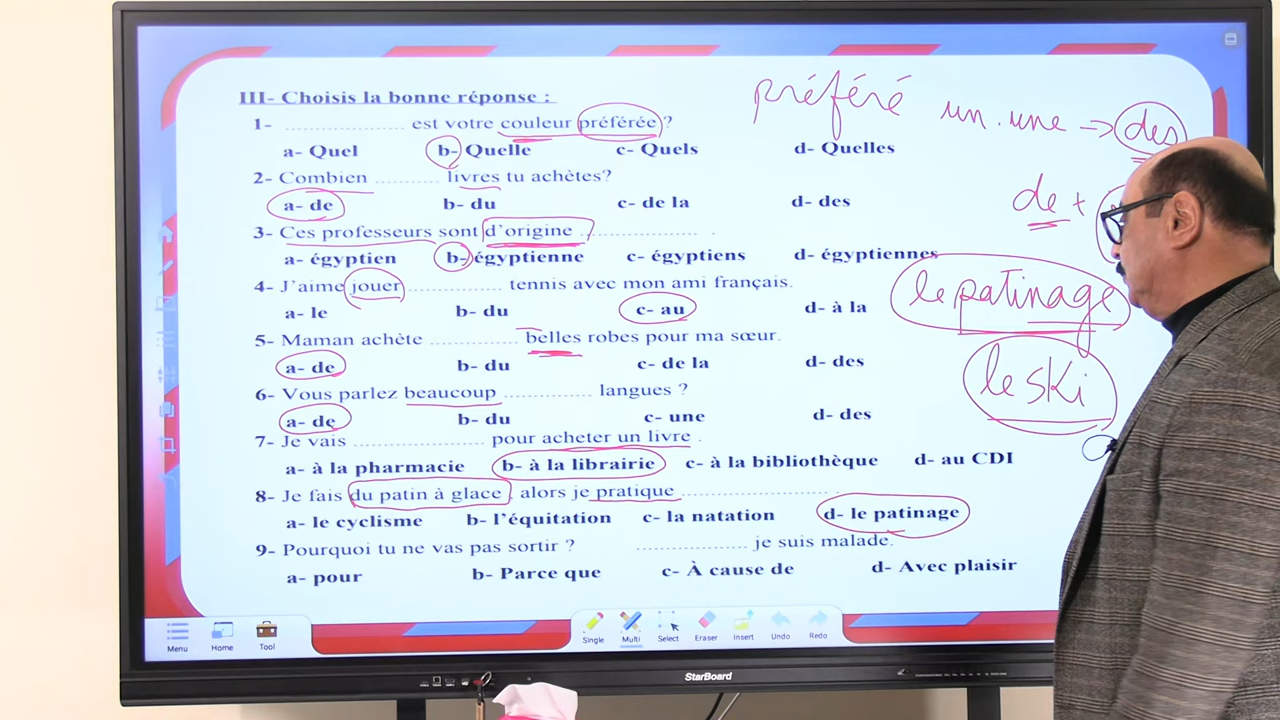 III- Choisis la bonne réponse :
1- .................... est votre couleur préférée ?
a- Quel b- Quelle c- Quels d- Quelles
2- Combien ........... livres tu achètes?
a- de b- du c- de la d- des
3- Ces professeurs sont d'origine ....................
a- égyptien b- égyptienne c- égyptiens d- égyptiennes
4- J'aime jouer ................ tennis avec mon ami français.
a- le b- du c- au d- à la
5- Maman achète ............... belles robes pour ma sœur.
a- de b- du c- de la d- des
6- Vous parlez beaucoup ............... langues ?
a- de b- du c- une d- des
7- Je vais ...................... pour acheter un livre .
a- à la pharmacie b- à la librairie c- à la bibliothèque d- au CDI
8- Je fais du patin à glace , alors je pratique ......................... .
a- le cyclisme b- l'équitation c- la natation d- le patinage
9- Pourquoi tu ne vas pas sortir ? .................. je suis malade.
a- pour b- Parce que c- À cause de d- Avec plaisir
préféré
un . une → des
de +
le patinage
le ski
Menu Home Tool Single Multi Select Eraser Insert Undo Redo
StarBoard